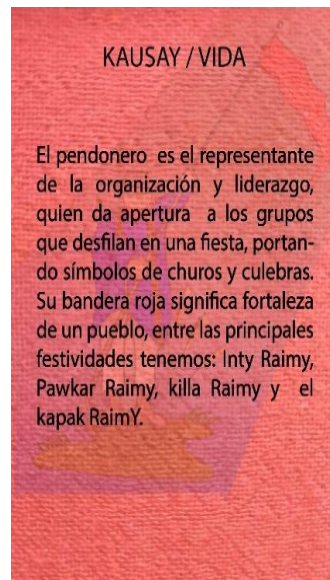 KAUSAY / VIDA
El pendonero es el representante
de la organización y liderazgo,
quien da apertura a los grupos
que desfilan en una fiesta, portan-
do símbolos de churos y culebras.
Su bandera roja significa fortaleza
de un pueblo, entre las principales
festividades tenemos: Inty Raimy,
Pawkar Raimy, killa Raimy y el
kapak RaimY.